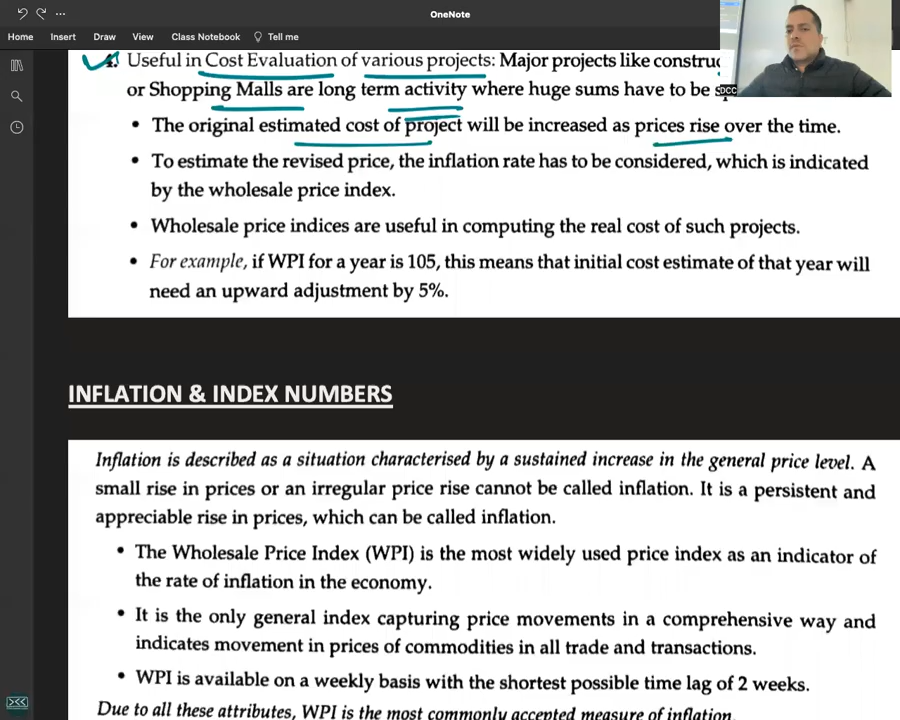 OneNote
Home Insert Draw View Class Notebook Tell me
4. Useful in Cost Evaluation of various projects: Major projects like
or Shopping Malls are long term activity where huge sums have to be
DCC
• The original estimated cost of project will be increased as prices rise over the time.
• To estimate the revised price, the inflation rate has to be considered, which is indicated
by the wholesale price index.
• Wholesale price indices are useful in computing the real cost of such projects.
• For example, if WPI for a year is 105, this means that initial cost estimate of that year will
need an upward adjustment by 5%.
INFLATION & INDEX NUMBERS
Inflation is described as a situation characterised by a sustained increase in the general price level. A
small rise in prices or an irregular price rise cannot be called inflation. It is a persistent and
appreciable rise in prices, which can be called inflation.
• The Wholesale Price Index (WPI) is the most widely used price index as an indicator of
the rate of inflation in the economy.
• It is the only general index capturing price movements in a comprehensive way and
indicates movement in prices of commodities in all trade and transactions.
• WPI is available on a weekly basis with the shortest possible time lag of 2 weeks.
Due to all these attributes, WPI is the most commonly accepted measure of inflation.